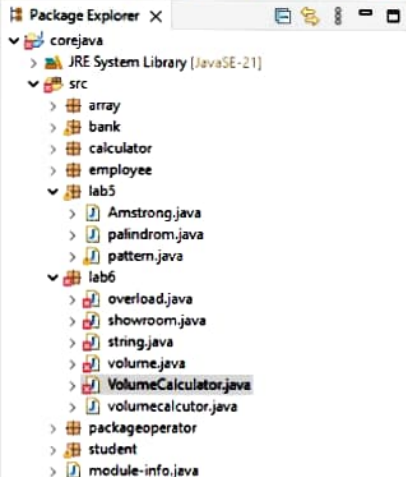 Package Explorer
corejava
JRE System Library [JavaSE-21]
src
array
bank
calculator
employee
lab5
Amstrong.java
palindrom.java
pattern.java
lab6
overload.java
showroom.java
string.java
volume.java
VolumeCalculator.java
volumecalcutor.java
packageoperator
student
module-info.java